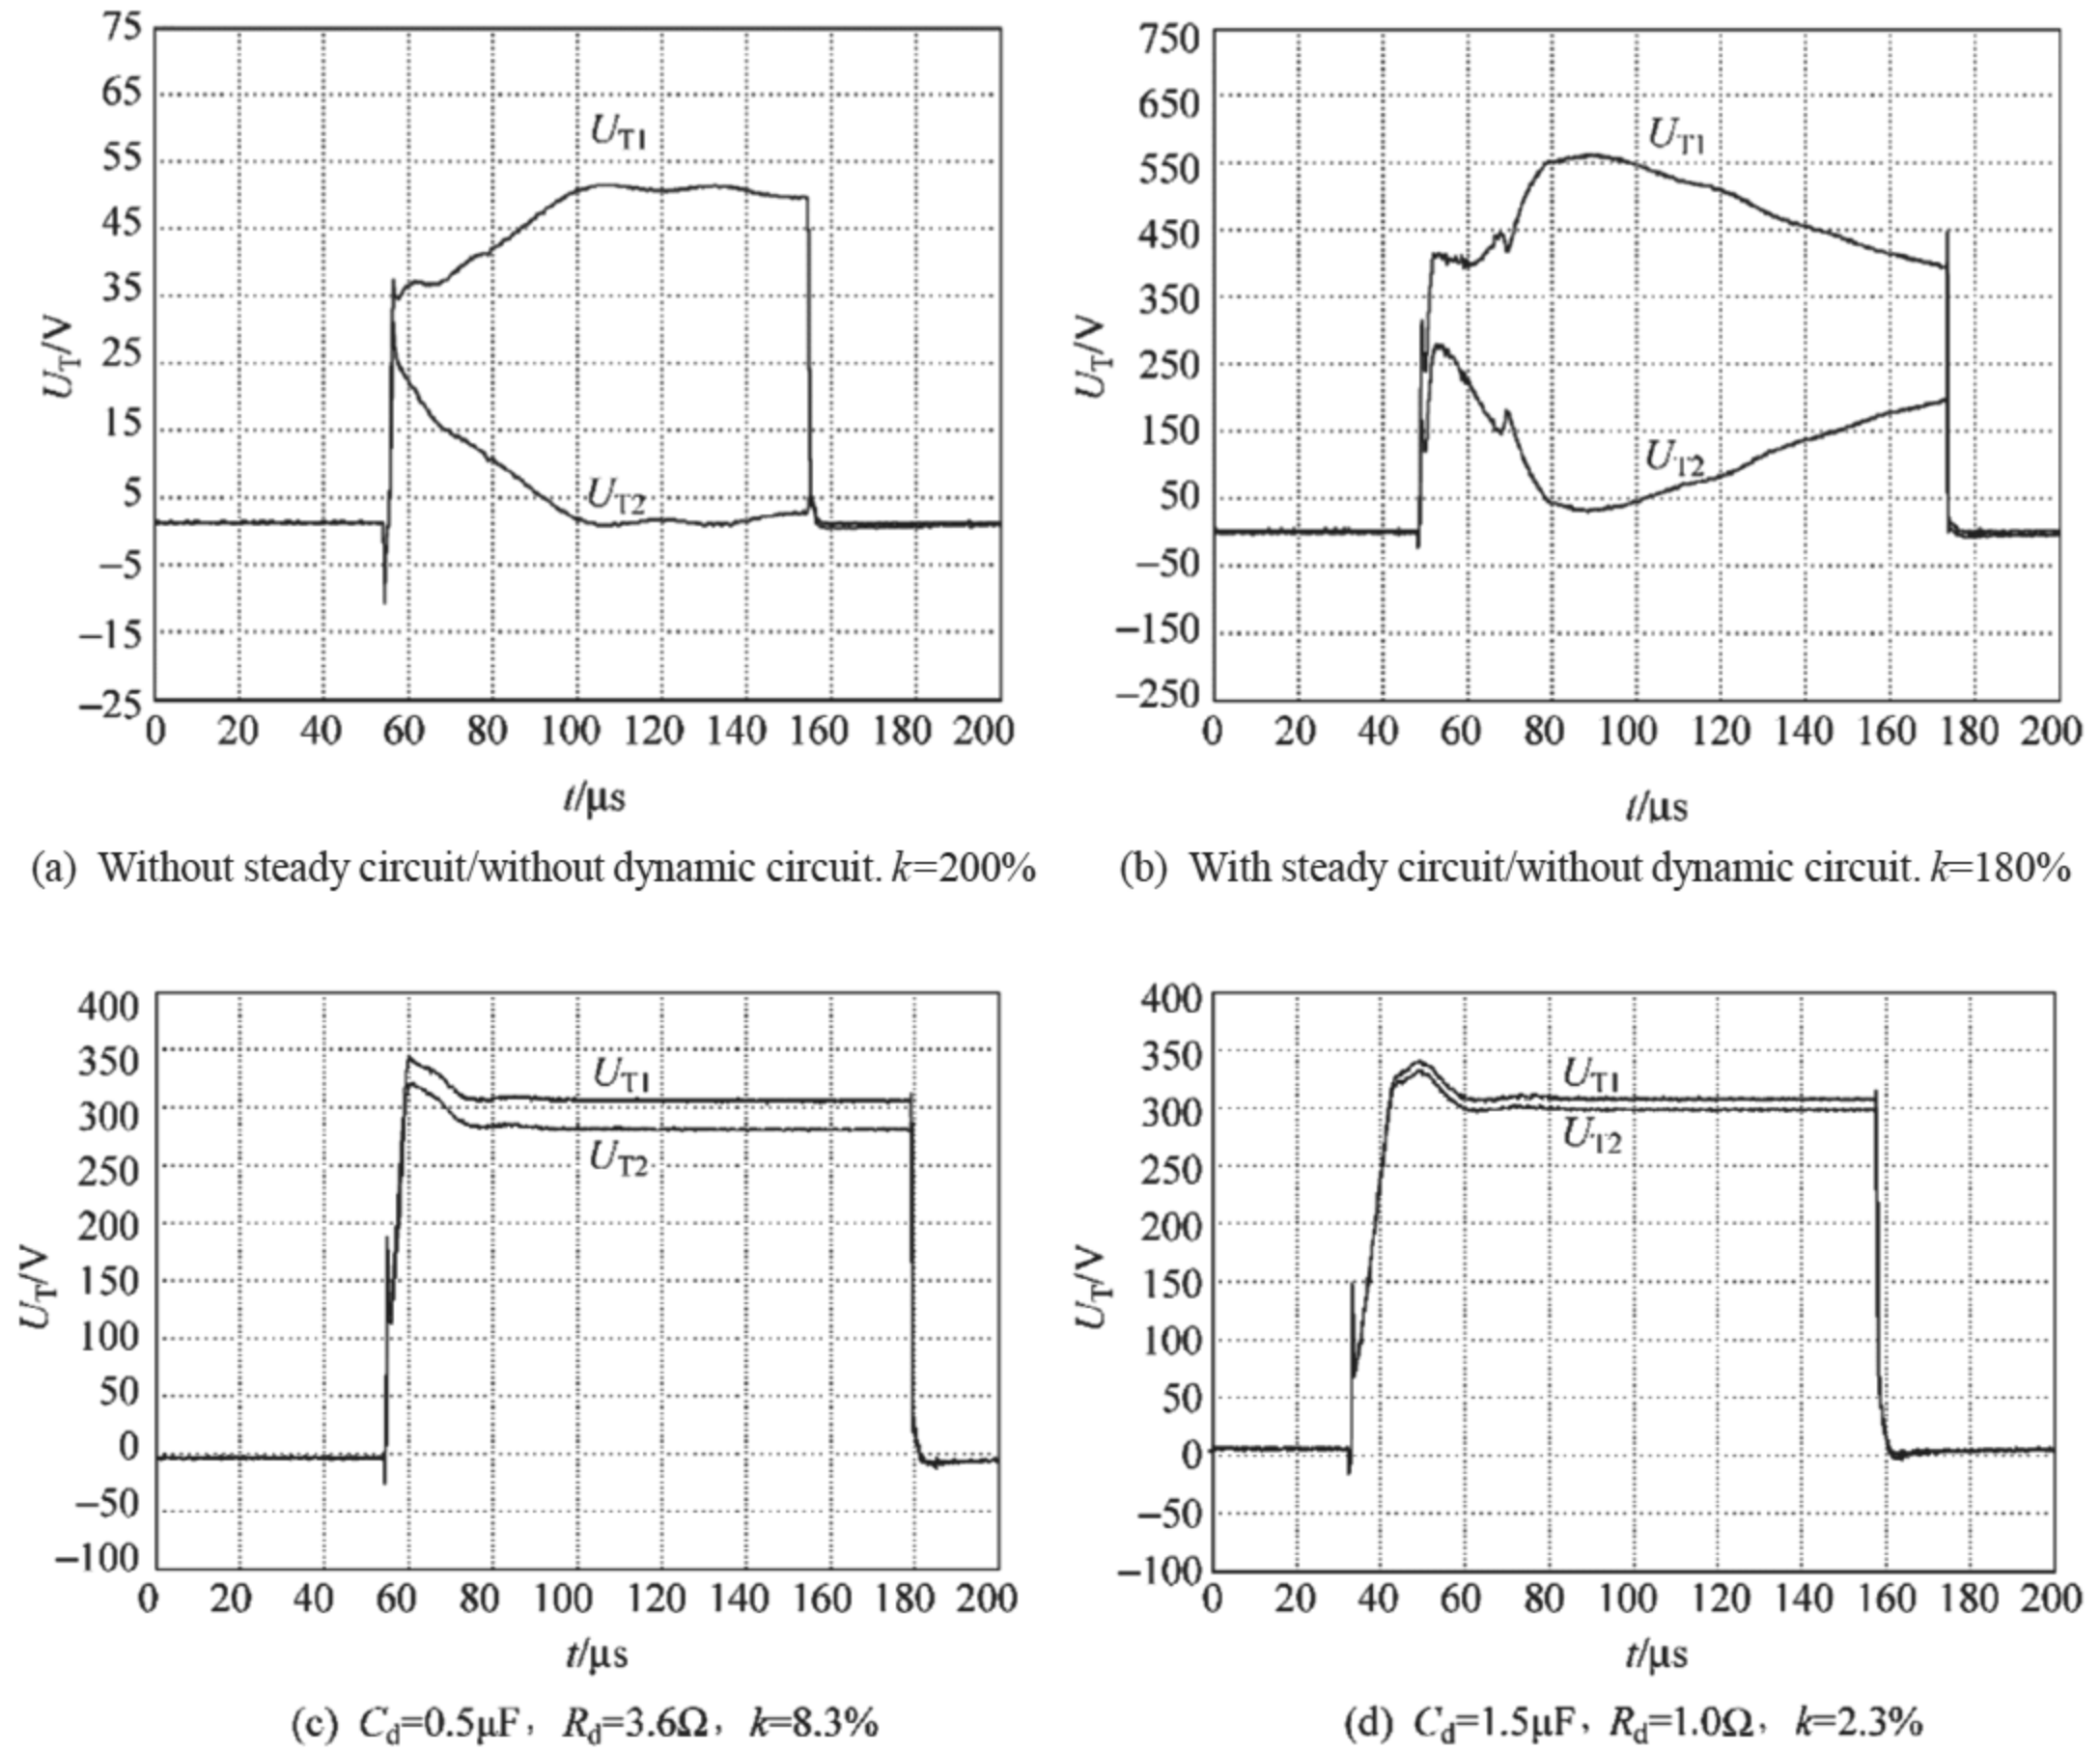 75
65
55
45
35
25
15
5
–5
–15
–25
U_T/V
U_T1
U_T2
0 20 40 60 80 100 120 140 160 180 200
t/μs
(a) Without steady circuit/without dynamic circuit. k=200%
750
650
550
450
350
250
150
50
–50
–150
–250
U_T/V
U_T1
U_T2
0 20 40 60 80 100 120 140 160 180 200
t/μs
(b) With steady circuit/without dynamic circuit. k=180%
400
350
300
250
200
150
100
50
0
–50
–100
U_T/V
U_T1
U_T2
0 20 40 60 80 100 120 140 160 180 200
t/μs
(c) C_d=0.5μF, R_d=3.6Ω, k=8.3%
400
350
300
250
200
150
100
50
0
–50
–100
U_T/V
U_T1
U_T2
0 20 40 60 80 100 120 140 160 180 200
t/μs
(d) C_d=1.5μF, R_d=1.0Ω, k=2.3%